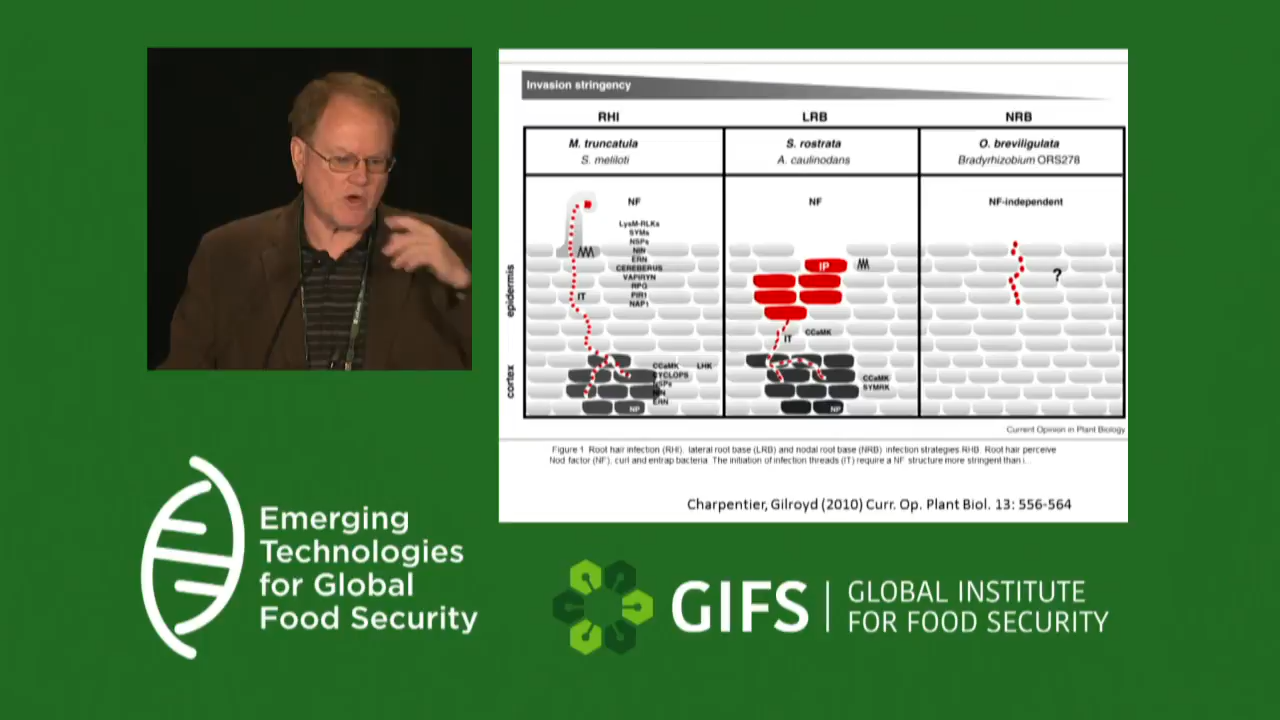 Invasion stringency
RHI
LRB
NRB
M. truncatula
S. meliloti
S. rostrata
A. caulinodans
O. breviligulata
Bradyrhizobium ORS278
NF
NF
NF-independent
LysM-RLKs
SYMs
NSPs
NIN
ERN
CEREBERUS
VAPIRYN
RPG
PIR1
NAP1
IT
IP
?
IT
CCaMK
epidermis
cortex
CCaMK LHK
CYCLOPS
NSPs
NIN
ERN
NP
CCaMK
SYMRK
NP
Current Opinion in Plant Biology
Figure 1 Root hair infection (RHI), lateral root base (LRB) and nodal root base (NRB) infection strategies.RHB. Root hair perceive
Nod factor (NF), curl and entrap bacteria. The initiation of infection threads (IT) require a NF structure more stringent than
Charpentier, Gilroyd (2010) Curr. Op. Plant Biol. 13: 556-564
Emerging
Technologies
for Global
Food Security
GIFS
GLOBAL INSTITUTE
FOR FOOD SECURITY